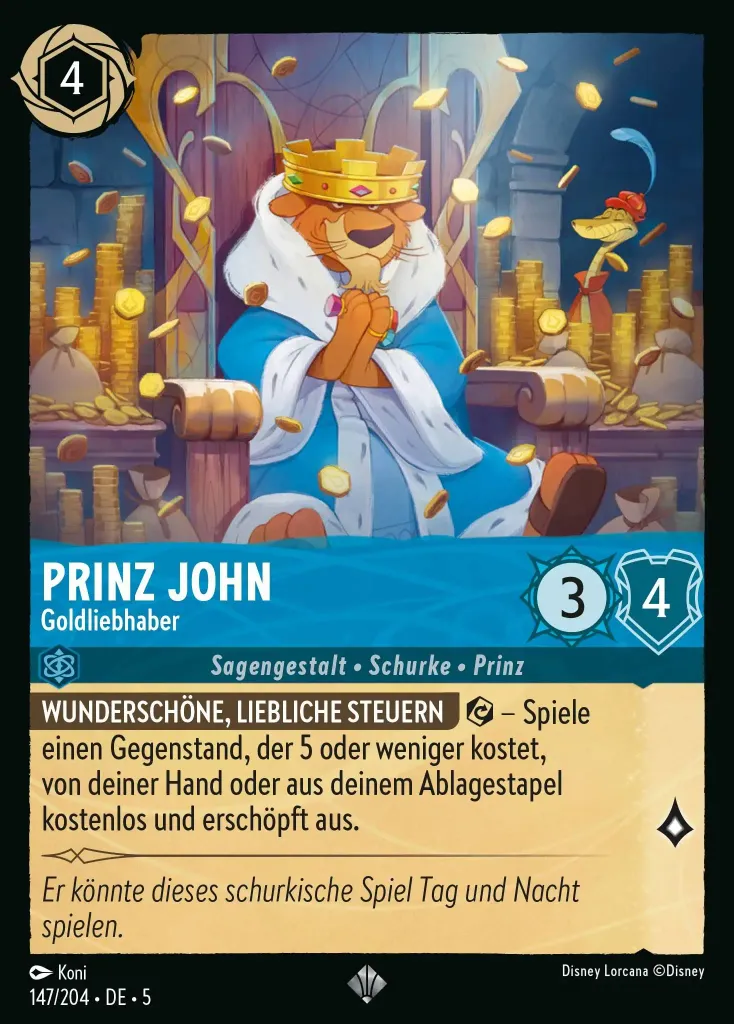 4
PRINZ JOHN
Goldliebhaber
3
4
Sagengestalt • Schurke • Prinz
WUNDERSCHÖNE, LIEBLICHE STEUERN – Spiele
einen Gegenstand, der 5 oder weniger kostet,
von deiner Hand oder aus deinem Ablagestapel
kostenlos und erschöpft aus.
Er könnte dieses schurkische Spiel Tag und Nacht
spielen.
Koni
Disney Lorcana ©Disney
147/204 • DE • 5